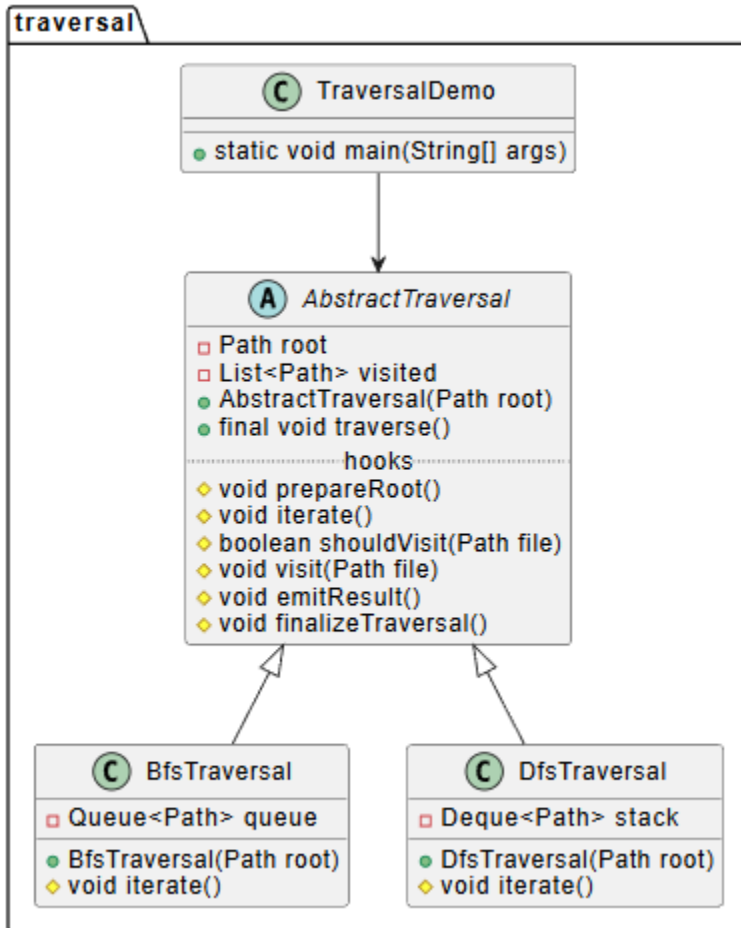 traversal
C TraversalDemo
static void main(String[] args)
A AbstractTraversal
Path root
List<Path> visited
AbstractTraversal(Path root)
final void traverse()
hooks
void prepareRoot()
void iterate()
boolean shouldVisit(Path file)
void visit(Path file)
void emitResult()
void finalizeTraversal()
C BfsTraversal
Queue<Path> queue
BfsTraversal(Path root)
void iterate()
C DfsTraversal
Deque<Path> stack
DfsTraversal(Path root)
void iterate()